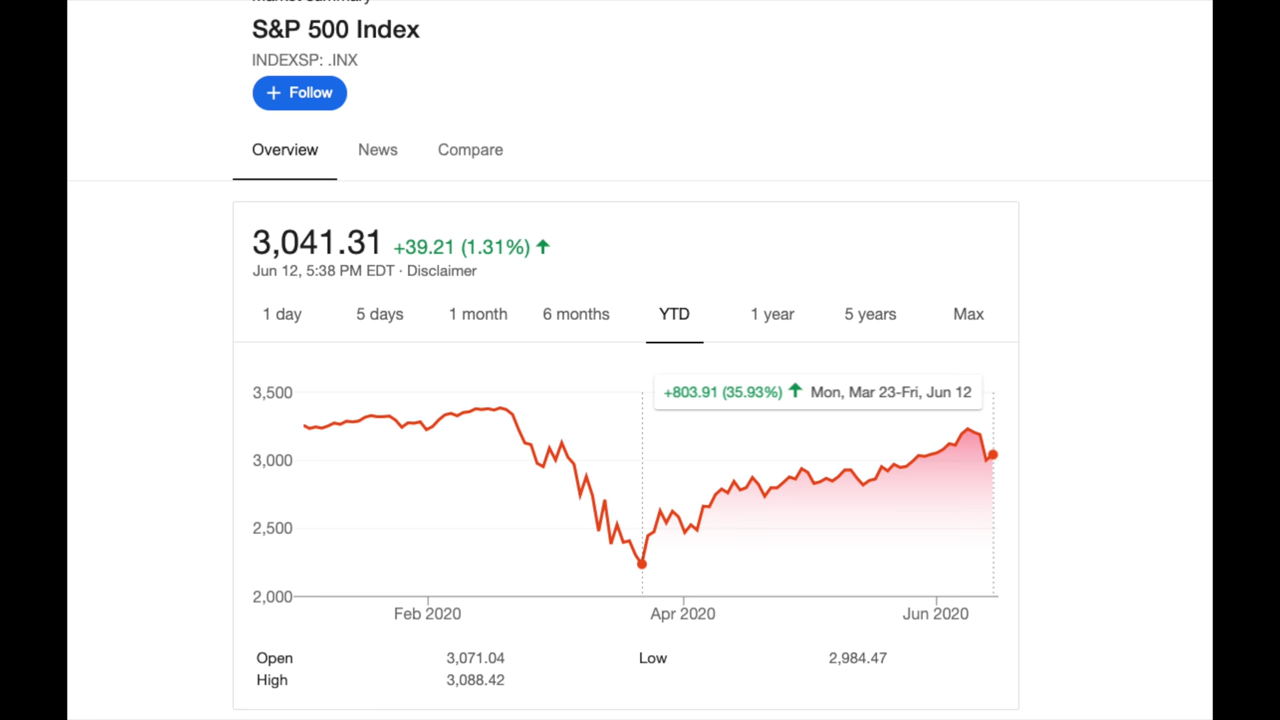 Market Summary
S&P 500 Index
INDEXSP: .INX
+ Follow
Overview News Compare
3,041.31 +39.21 (1.31%) ↑
Jun 12, 5:38 PM EDT · Disclaimer
1 day 5 days 1 month 6 months YTD 1 year 5 years Max
+803.91 (35.93%) ↑ Mon, Mar 23-Fri, Jun 12
3,500
3,000
2,500
2,000
Feb 2020 Apr 2020 Jun 2020
Open 3,071.04 Low 2,984.47
High 3,088.42